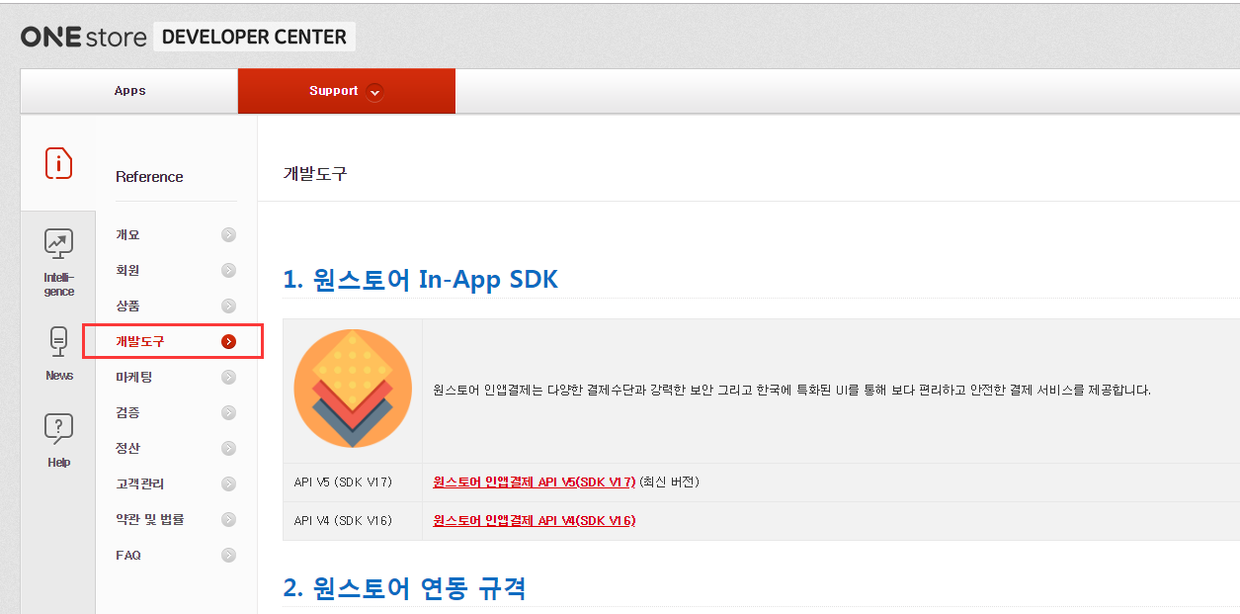 ONE store DEVELOPER CENTER
Apps
Support
Reference
개요
회원
상품
개발도구
마케팅
검증
정산
고객관리
약관 및 법률
FAQ
Intelli-
gence
News
Help
개발도구
1. 원스토어 In-App SDK
원스토어 인앱결제는 다양한 결제수단과 강력한 보안 그리고 한국에 특화된 UI를 통해 보다 편리하고 안전한 결제 서비스를 제공합니다.
API V5 (SDK V17) 원스토어 인앱결제 API V5(SDK V17) (최신 버전)
API V4 (SDK V16) 원스토어 인앱결제 API V4(SDK V16)
2. 원스토어 연동 규격